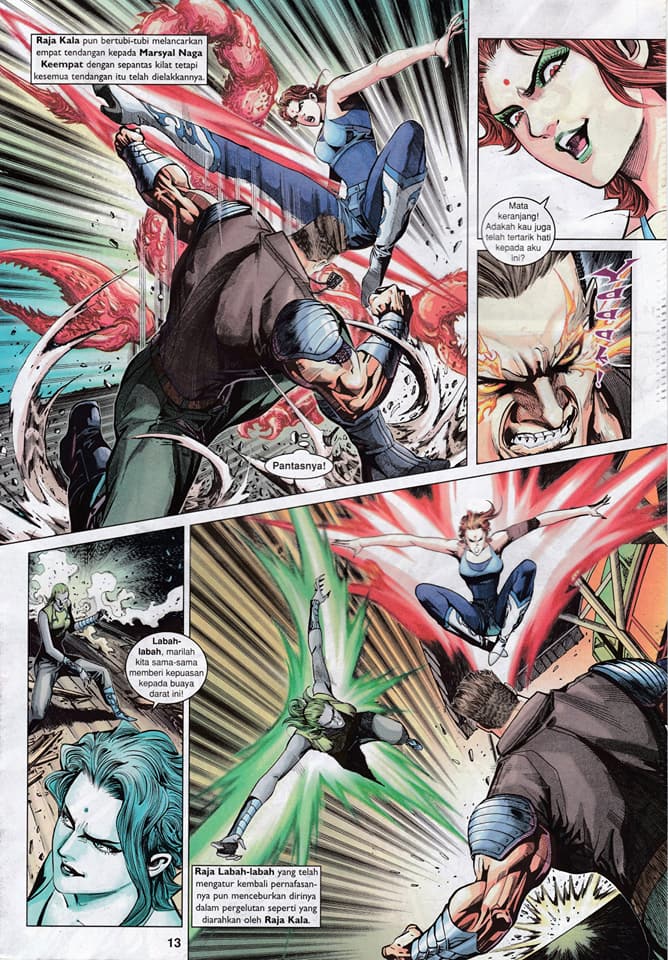 Raja Kala pun bertubi-tubi melancarkan
empat tendangan kepada Marsyal Naga
Keempat dengan sepantas kilat tetapi
kesemua tendangan itu telah dielakkannya.
Mata
keranjang!
Adakah kau juga
telah tertarik hati
kepada aku
ini?
Pantasnya!
Labah-
labah, marilah
kita sama-sama
memberi kepuasan
kepada buaya
darat ini!
Raja Labah-labah yang telah
mengatur kembali pernafasan-
nya pun menceburkan dirinya
dalam pergelutan seperti yang
diarahkan oleh Raja Kala.
13